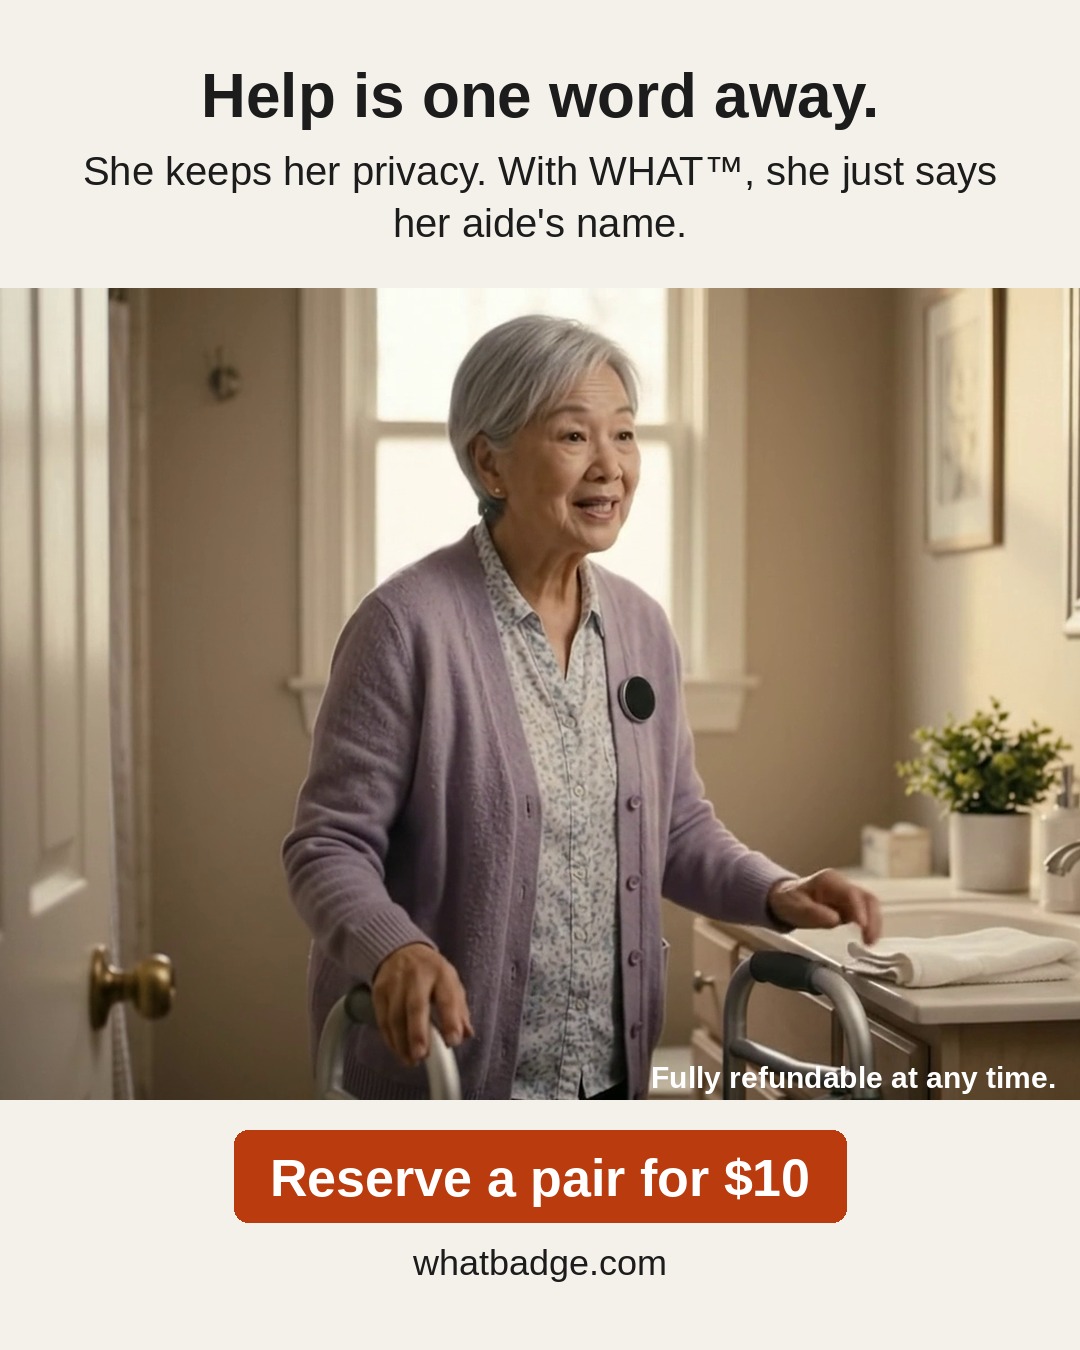 Help is one word away.
She keeps her privacy. With WHAT™, she just says
her aide's name.
Fully refundable at any time.
Reserve a pair for $10
whatbadge.com